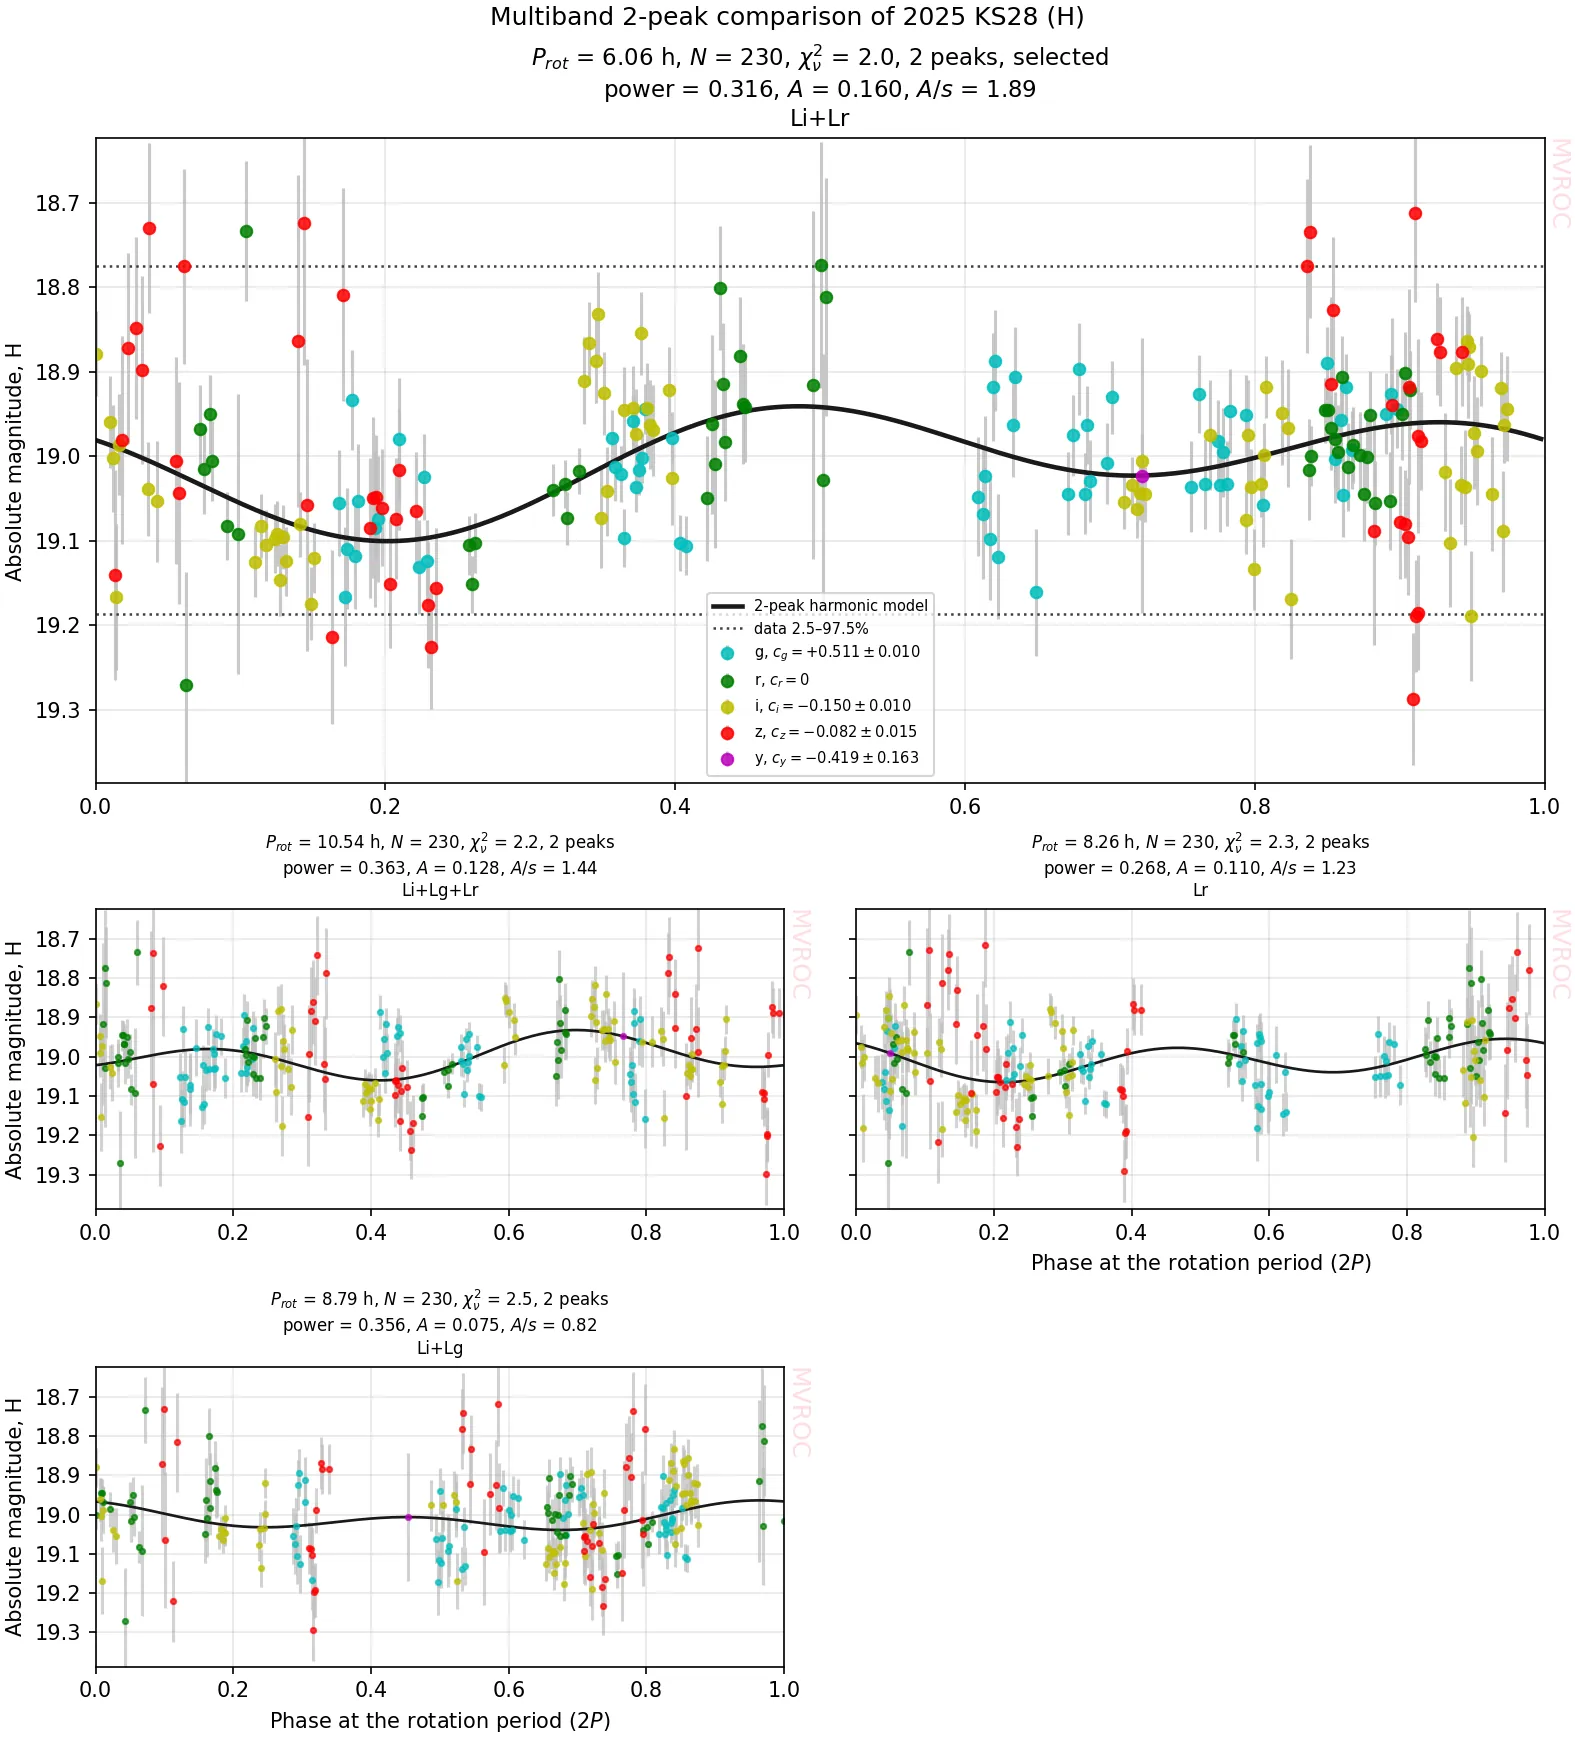 Multiband 2-peak comparison of 2025 KS28 (H)
P_rot = 6.06 h, N = 230, χ²_ν = 2.0, 2 peaks, selected
power = 0.316, A = 0.160, A/s = 1.89
Li+Lr
MVROC
Absolute magnitude, H
18.7
18.8
18.9
19.0
19.1
19.2
19.3
2-peak harmonic model
data 2.5–97.5%
g, c_g = +0.511 ± 0.010
r, c_r = 0
i, c_i = −0.150 ± 0.010
z, c_z = −0.082 ± 0.015
y, c_y = −0.419 ± 0.163
0.0 0.2 0.4 0.6 0.8 1.0
P_rot = 10.54 h, N = 230, χ²_ν = 2.2, 2 peaks
power = 0.363, A = 0.128, A/s = 1.44
Li+Lg+Lr
MVROC
Absolute magnitude, H
18.7
18.8
18.9
19.0
19.1
19.2
19.3
0.0 0.2 0.4 0.6 0.8 1.0
P_rot = 8.26 h, N = 230, χ²_ν = 2.3, 2 peaks
power = 0.268, A = 0.110, A/s = 1.23
Lr
MVROC
0.0 0.2 0.4 0.6 0.8 1.0
Phase at the rotation period (2P)
P_rot = 8.79 h, N = 230, χ²_ν = 2.5, 2 peaks
power = 0.356, A = 0.075, A/s = 0.82
Li+Lg
MVROC
Absolute magnitude, H
18.7
18.8
18.9
19.0
19.1
19.2
19.3
0.0 0.2 0.4 0.6 0.8 1.0
Phase at the rotation period (2P)